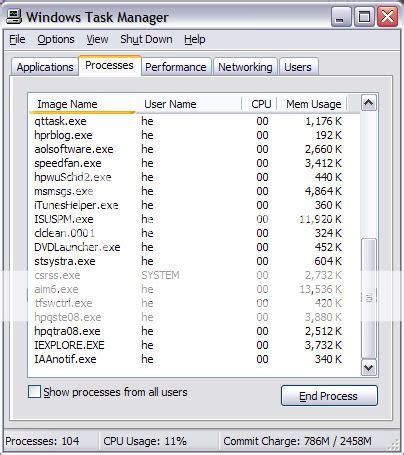 Windows Task Manager
File Options View Shut Down Help
Applications Processes Performance Networking Users
Image Name User Name CPU Mem Usage
qttask.exe he 00 1,176 K
hprblog.exe he 00 192 K
aolsoftware.exe he 00 2,660 K
speedfan.exe he 00 3,412 K
hpwuSchd2.exe he 00 440 K
msmsgs.exe he 00 4,864 K
iTunesHelper.exe he 00 360 K
ISUSPM.exe he 00 11,920 K
clclean.0001 he 00 324 K
DVDLauncher.exe he 00 452 K
stsystra.exe he 00 604 K
csrss.exe SYSTEM 00 2,732 K
aim6.exe he 00 13,536 K
tfswctrl.exe he 00 420 K
hpqste08.exe he 00 3,880 K
hpqtra08.exe he 00 2,512 K
IEXPLORE.EXE he 00 3,732 K
IAAnotif.exe he 00 340 K
Show processes from all users End Process
Processes: 104 CPU Usage: 11% Commit Charge: 786M / 2458M